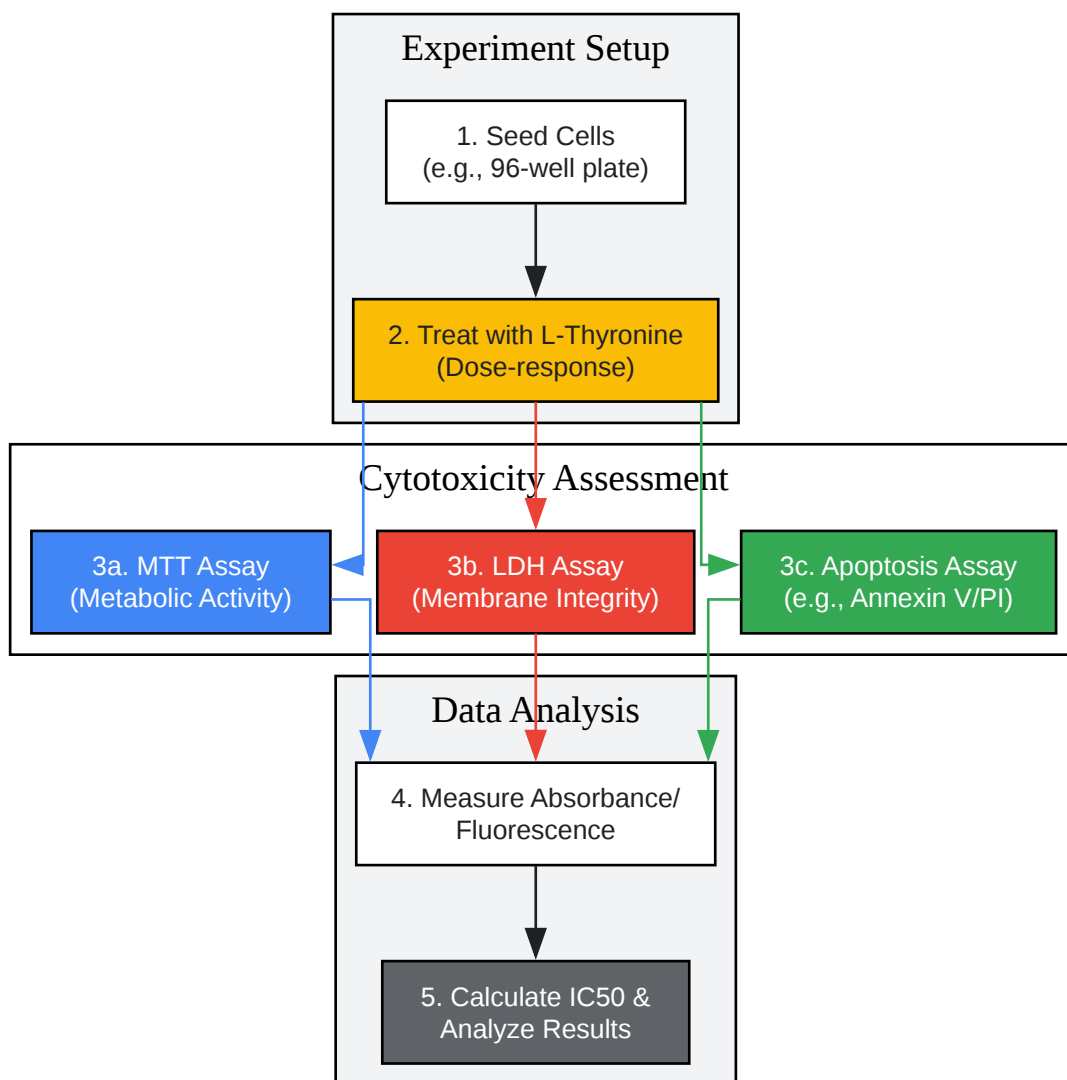 Experiment Setup
1. Seed Cells
(e.g., 96-well plate)
2. Treat with L-Thyronine
(Dose-response)
Cytotoxicity Assessment
3a. MTT Assay
(Metabolic Activity)
3b. LDH Assay
(Membrane Integrity)
3c. Apoptosis Assay
(e.g., Annexin V/PI)
Data Analysis
4. Measure Absorbance/
Fluorescence
5. Calculate IC50 &
Analyze Results